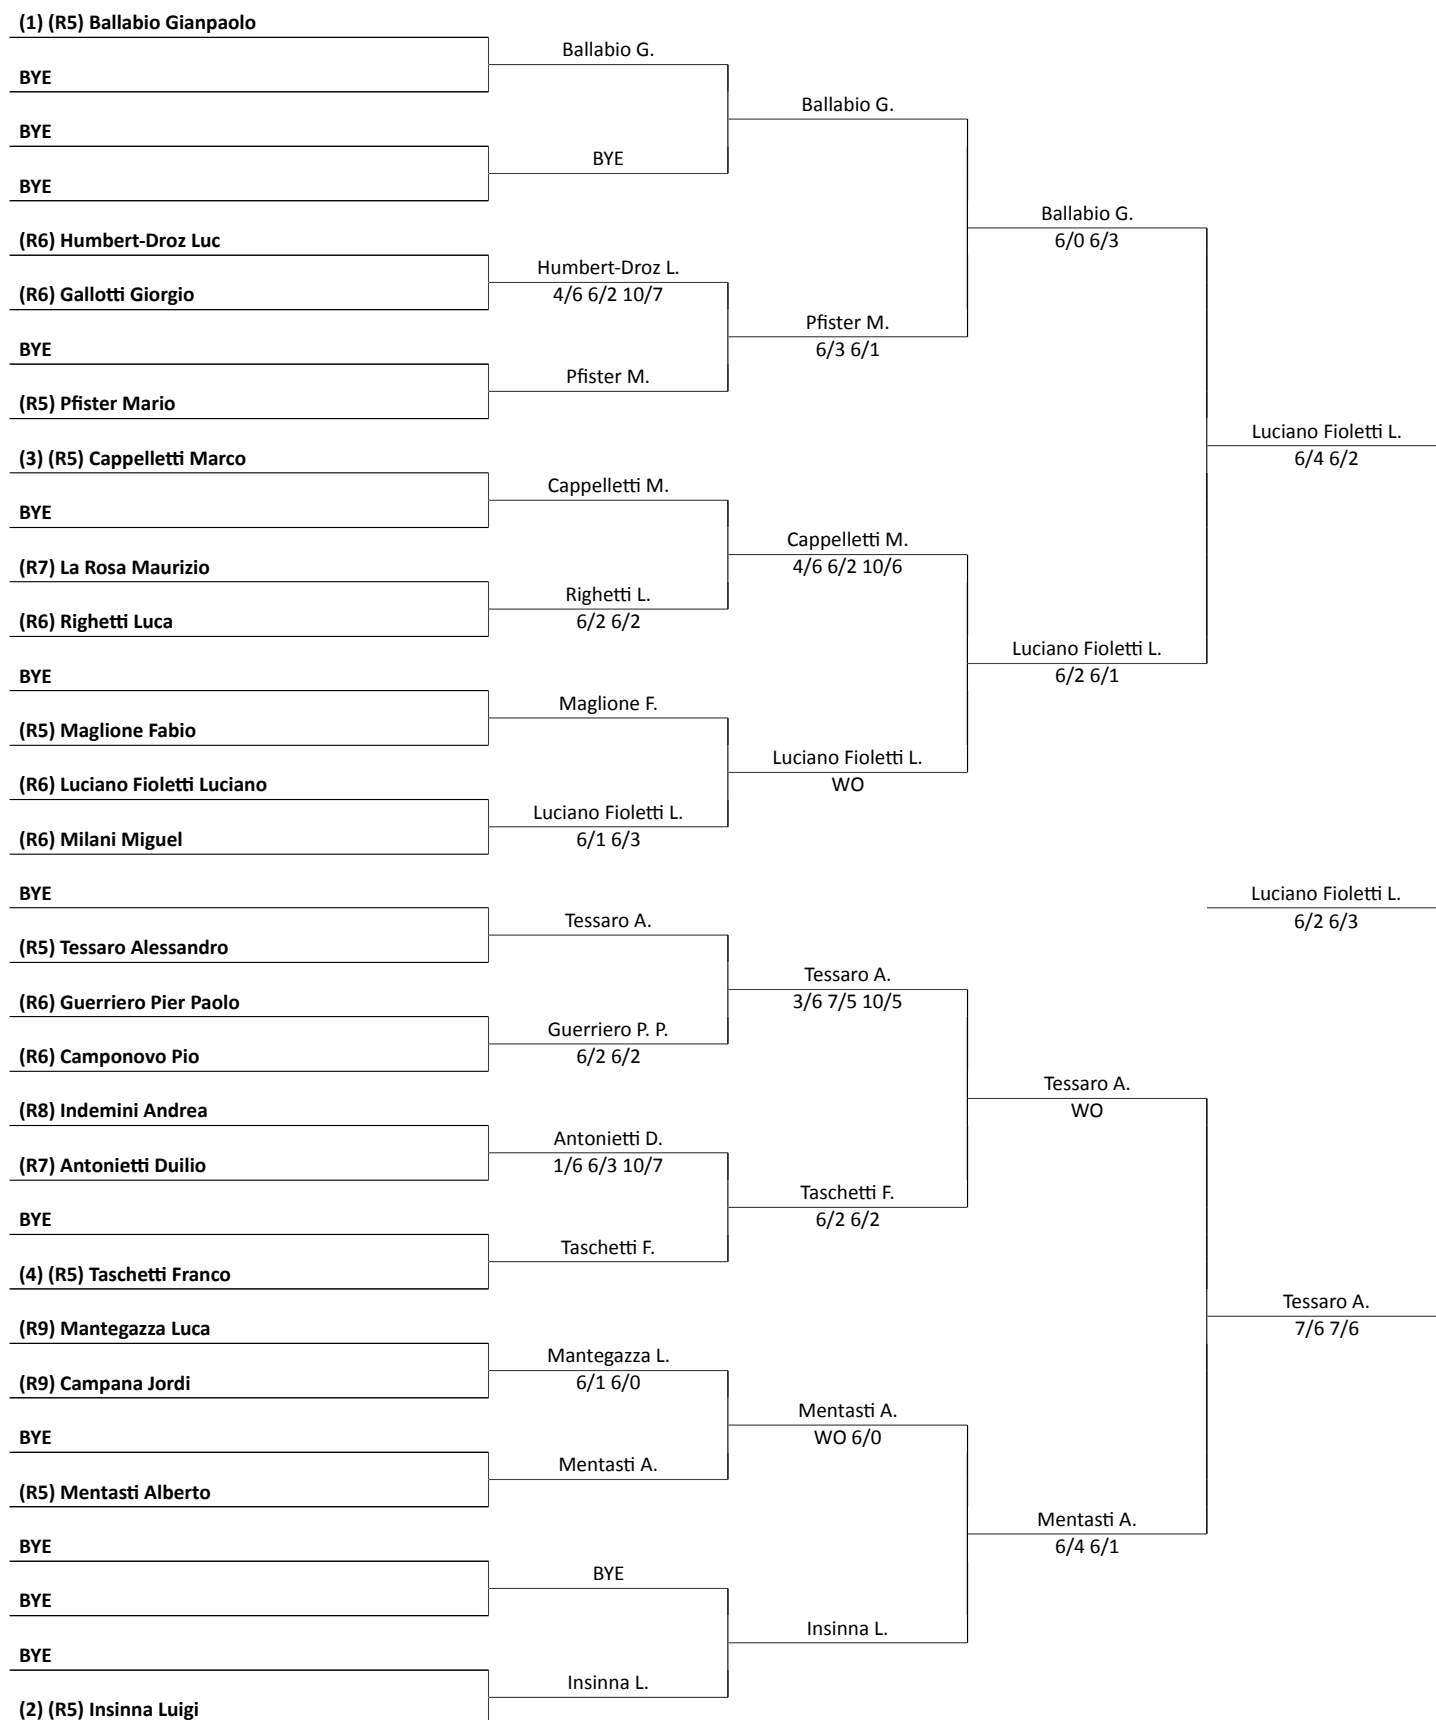 (1) (R5) Ballabio Gianpaolo
Ballabio G.
BYE
Ballabio G.
BYE
BYE
BYE
Ballabio G.
6/0 6/3
(R6) Humbert-Droz Luc
Humbert-Droz L.
4/6 6/2 10/7
(R6) Gallotti Giorgio
Pfister M.
6/3 6/1
BYE
Pfister M.
(R5) Pfister Mario
Luciano Fioletti L.
6/4 6/2
(3) (R5) Cappelletti Marco
Cappelletti M.
BYE
Cappelletti M.
4/6 6/2 10/6
(R7) La Rosa Maurizio
Righetti L.
6/2 6/2
(R6) Righetti Luca
Luciano Fioletti L.
6/2 6/1
BYE
Maglione F.
(R5) Maglione Fabio
Luciano Fioletti L.
WO
(R6) Luciano Fioletti Luciano
Luciano Fioletti L.
6/1 6/3
(R6) Milani Miguel
BYE
Luciano Fioletti L.
6/2 6/3
Tessaro A.
(R5) Tessaro Alessandro
Tessaro A.
3/6 7/5 10/5
(R6) Guerriero Pier Paolo
Guerriero P. P.
6/2 6/2
(R6) Camponovo Pio
Tessaro A.
WO
(R8) Indemini Andrea
Antonietti D.
1/6 6/3 10/7
(R7) Antonietti Duilio
Taschetti F.
6/2 6/2
BYE
Taschetti F.
(4) (R5) Taschetti Franco
Tessaro A.
7/6 7/6
(R9) Mantegazza Luca
Mantegazza L.
6/1 6/0
(R9) Campana Jordi
Mentasti A.
WO 6/0
BYE
Mentasti A.
(R5) Mentasti Alberto
Mentasti A.
6/4 6/1
BYE
BYE
BYE
Insinna L.
BYE
Insinna L.
(2) (R5) Insinna Luigi